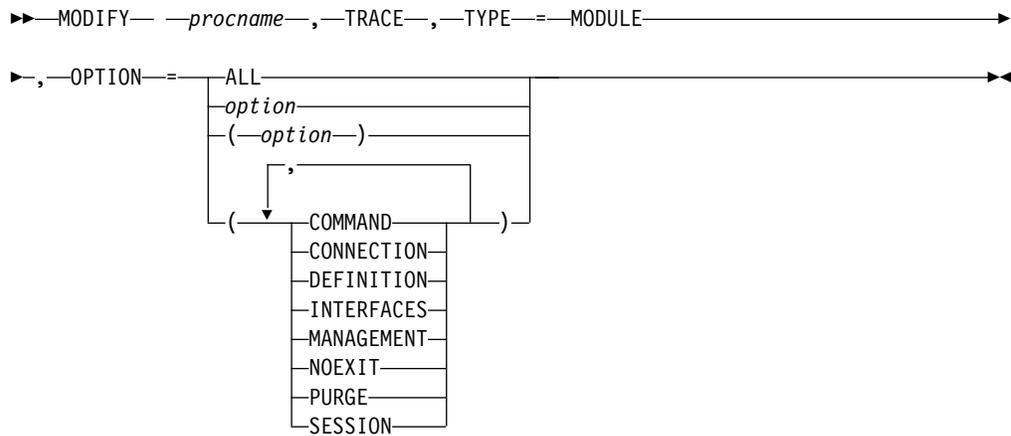 MODIFY procname , TRACE , TYPE = MODULE
, OPTION = ALL
option
( option )
,
( COMMAND )
CONNECTION
DEFINITION
INTERFACES
MANAGEMENT
NOEXIT
PURGE
SESSION